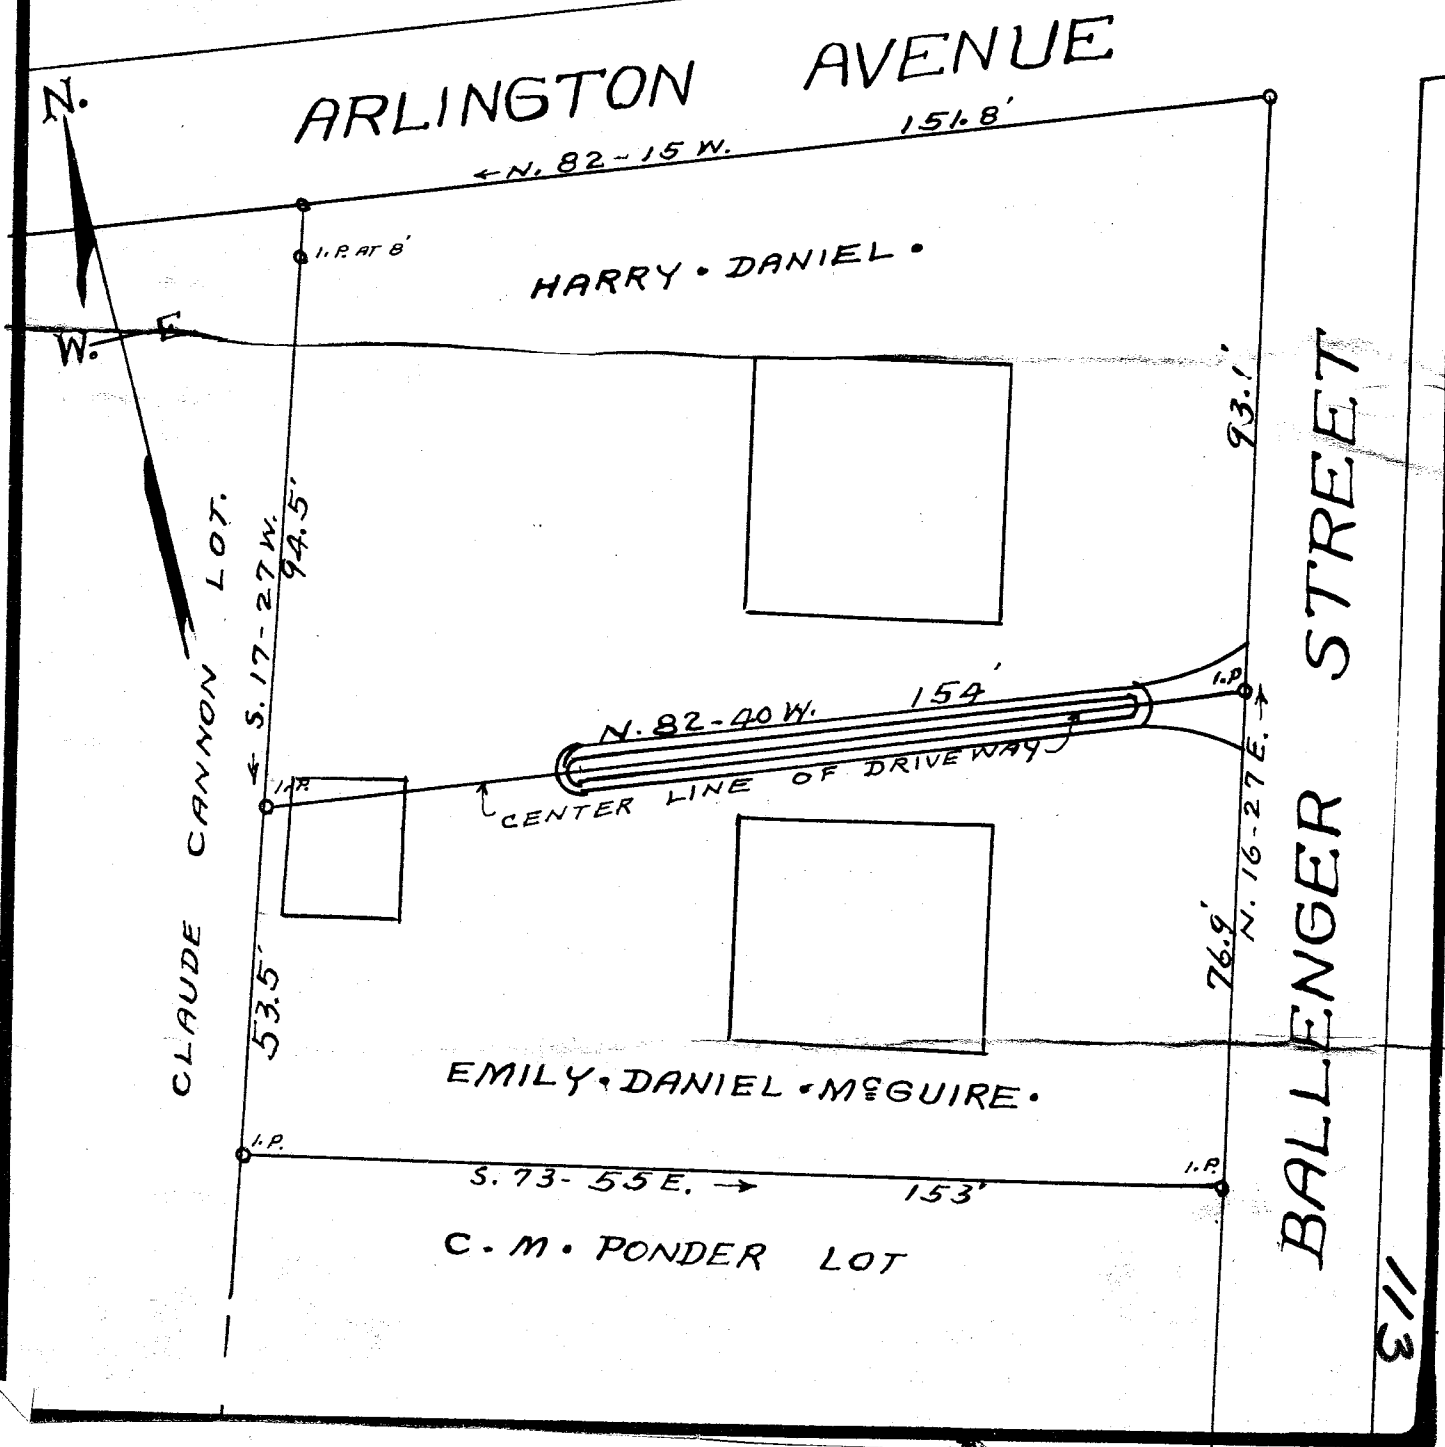 ARLINGTON AVENUE
N.
← N. 82-15 W. 151.8'
I.P. AT 8'
HARRY • DANIEL •
W. E
93.1'
← S. 17-27 W.
94.5'
CLAUDE CANNON LOT.
BALLENGER STREET
N. 82-40 W. 154'
I.P.
I.P.
CENTER LINE OF DRIVEWAY
N. 16-27 E. →
76.9'
53.5'
EMILY • DANIEL • McGUIRE •
I.P.
I.P.
S. 73-55 E. → 153'
C. M. PONDER LOT
113